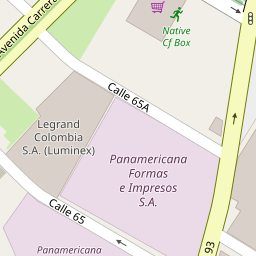 Native
Cf Box
Avenida Carrera
Calle 65A
Legrand
Colombia
S.A. (Luminex)
Panamericana
Formas
e Impresos
S.A.
Calle 65
93
Panamericana